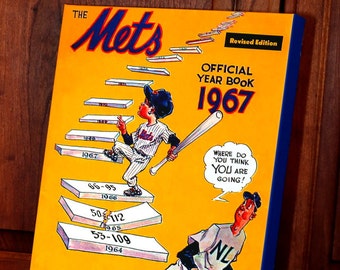 THE
Mets
Revised Edition
OFFICIAL
YEAR BOOK
1967
1967
Mets
66-95
1966
50-112
1965
53-109
1964
WHERE DO
YOU THINK
YOU ARE
GOING!
NL